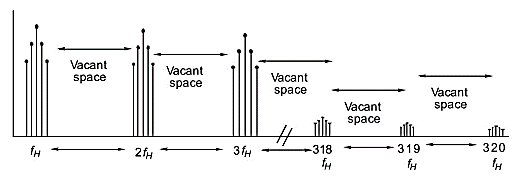 Vacant
space
Vacant
space
Vacant
space
Vacant
space
Vacant
space
fH
2fH
3fH
318
fH
319
fH
320
fH